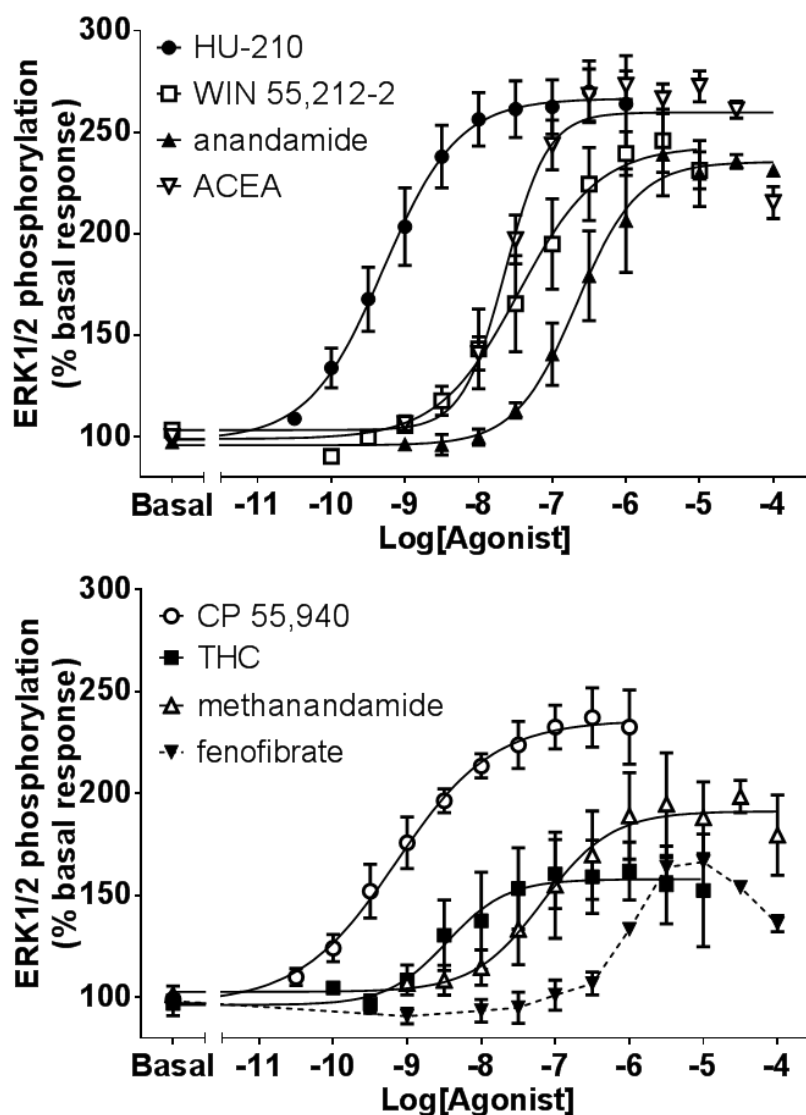 300
250
200
150
100
ERK1/2 phosphorylation
(% basal response)
HU-210
WIN 55,212-2
anandamide
ACEA
Basal -11 -10 -9 -8 -7 -6 -5 -4
Log[Agonist]
300
250
200
150
100
ERK1/2 phosphorylation
(% basal response)
CP 55,940
THC
methanandamide
fenofibrate
Basal -11 -10 -9 -8 -7 -6 -5 -4
Log[Agonist]